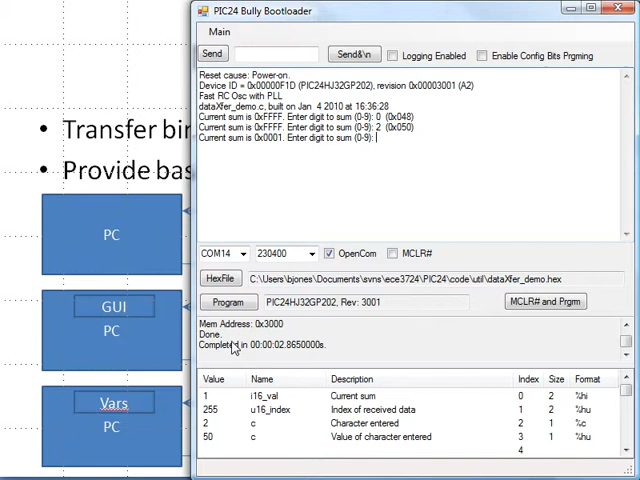 PIC24 Bully Bootloader
Main
Send
Send&\n
Logging Enabled
Enable Config Bits Prgming
Reset cause: Power-on.
Device ID = 0x00000F1D (PIC24HJ32GP202), revision 0x00003001 (A2)
Fast RC Osc with PLL
dataXfer_demo.c, built on Jan 4 2010 at 16:36:28
Current sum is 0xFFFF. Enter digit to sum (0-9): 0 (0x048)
Current sum is 0xFFFF. Enter digit to sum (0-9): 2 (0x050)
Current sum is 0x0001. Enter digit to sum (0-9):
• Transfer bin
• Provide bas
PC
GUI
PC
Vars
PC
COM14
230400
OpenCom
MCLR#
HexFile
C:\Users\bjones\Documents\svns\ece3724\PIC24\code\util\dataXfer_demo.hex
Program
PIC24HJ32GP202, Rev: 3001
MCLR and Prgrm
Mem Address: 0x3000
Done.
Completed in 00:00:02.8650000s.
Value Name Description Index Size Format
1 i16_val Current sum 0 2 %hi
255 u16_index Index of received data 1 2 %hu
2 c Character entered 2 1 %c
50 c Value of character entered 3 1 %hu
4